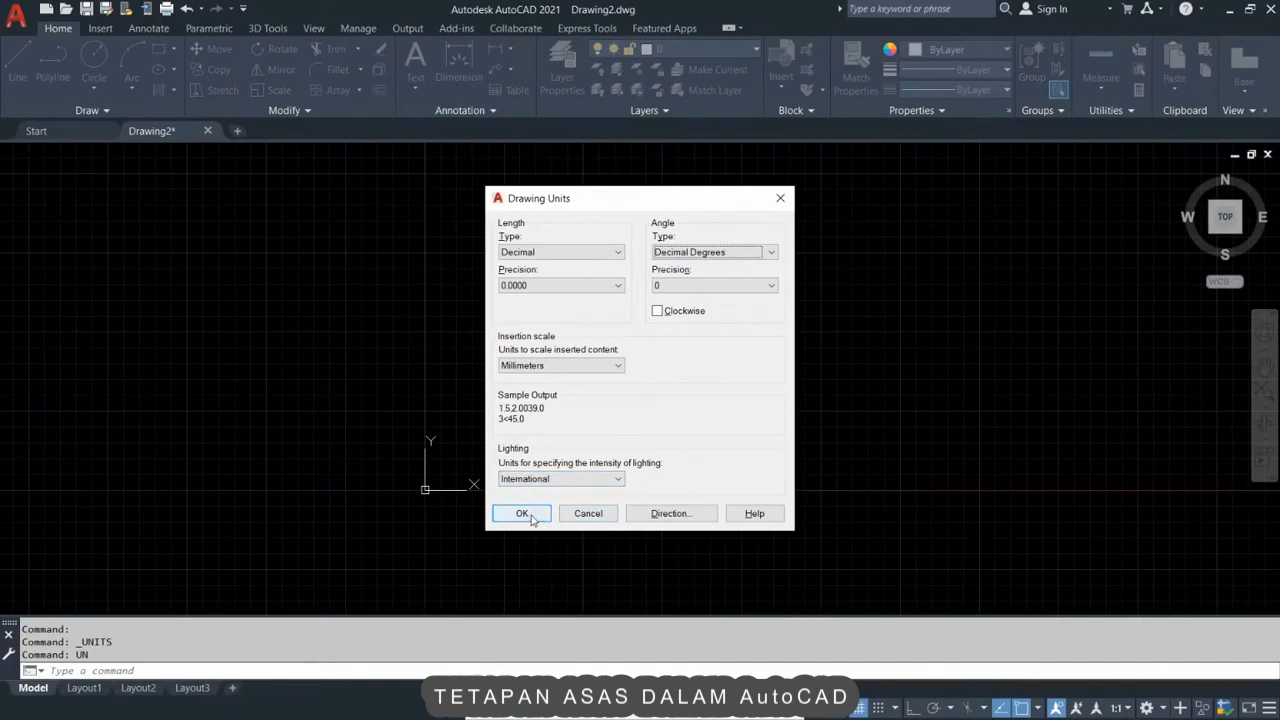 Autodesk AutoCAD 2021 Drawing2.dwg
Type a keyword or phrase
Sign In
Home Insert Annotate Parametric 3D Tools View Manage Output Add-ins Collaborate Express Tools Featured Apps
Line Polyline Circle Arc
Move Rotate Trim
Copy Mirror Fillet
Stretch Scale Array
Text Dimension Table
Layer Properties
0
Make Current
Match Layer
Insert
Match Properties
ByLayer
ByLayer
ByLayer
Group
Measure
Paste
Base
Draw Modify Annotation Layers Block Properties Groups Utilities Clipboard View
Start Drawing2*
N
W TOP E
S
WCS
Drawing Units
Length
Type:
Decimal
Precision:
0.0000
Angle
Type:
Decimal Degrees
Precision:
0
Clockwise
Insertion scale
Units to scale inserted content:
Millimeters
Sample Output
1.5,2.0039,0
3<45,0
Lighting
Units for specifying the intensity of lighting:
International
OK Cancel Direction... Help
Y
X
Command:
Command: _UNITS
Command: UN
Type a command
Model Layout1 Layout2 Layout3 +
1:1
TETAPAN ASAS DALAM AutoCAD